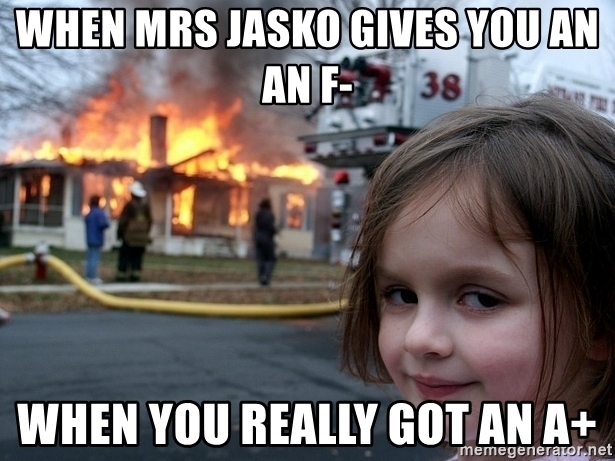 WHEN MRS JASKO GIVES YOU AN
AN F-
38
WHEN YOU REALLY GOT AN A+
memegenerator.net